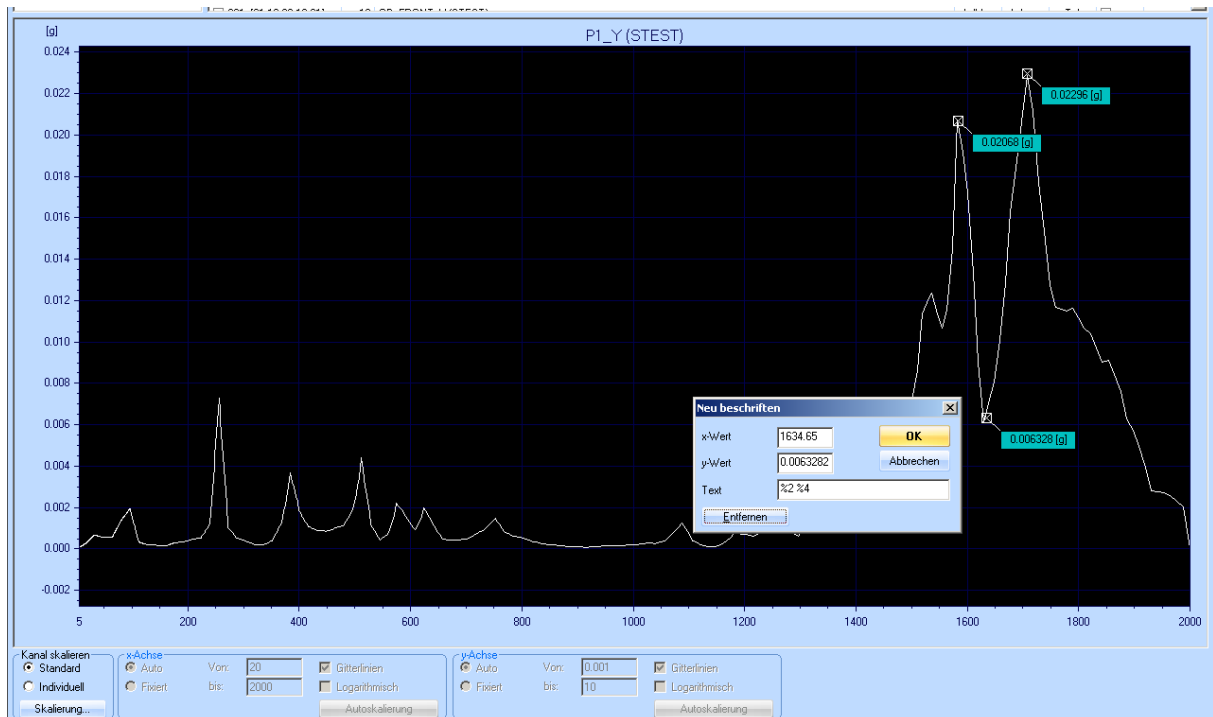 P1_Y (STEST)
[g]
0.024
0.022
0.020
0.018
0.016
0.014
0.012
0.010
0.008
0.006
0.004
0.002
0.000
-0.002
0.02296 [g]
0.02068 [g]
0.006328 [g]
Neu beschriften
x-Wert 1634.65 OK
y-Wert 0.0063282 Abbrechen
Text %2 %4
Entfernen
5 200 400 600 800 1000 1200 1400 1600 1800 2000
Kanal skalieren x-Achse y-Achse
Standard Auto Von: 20 Gitterlinien Auto Von: 0.001 Gitterlinien
Individuell Fixiert bis: 2000 Logarithmisch Fixiert bis: 10 Logarithmisch
Skalierung... Autoskalierung Autoskalierung